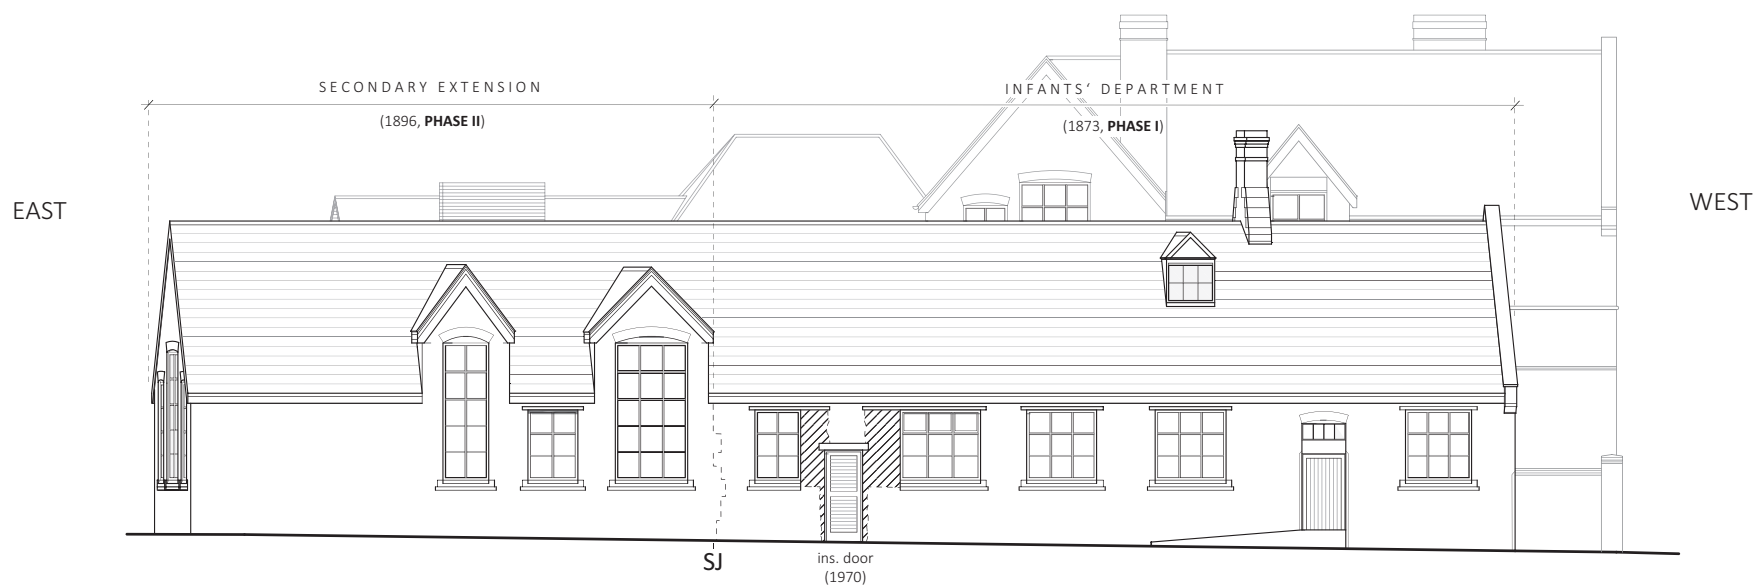 SECONDARY EXTENSION
(1896, PHASE II)
INFANTS‘ DEPARTMENT
(1873, PHASE I)
EAST
WEST
SJ
ins. door
(1970)